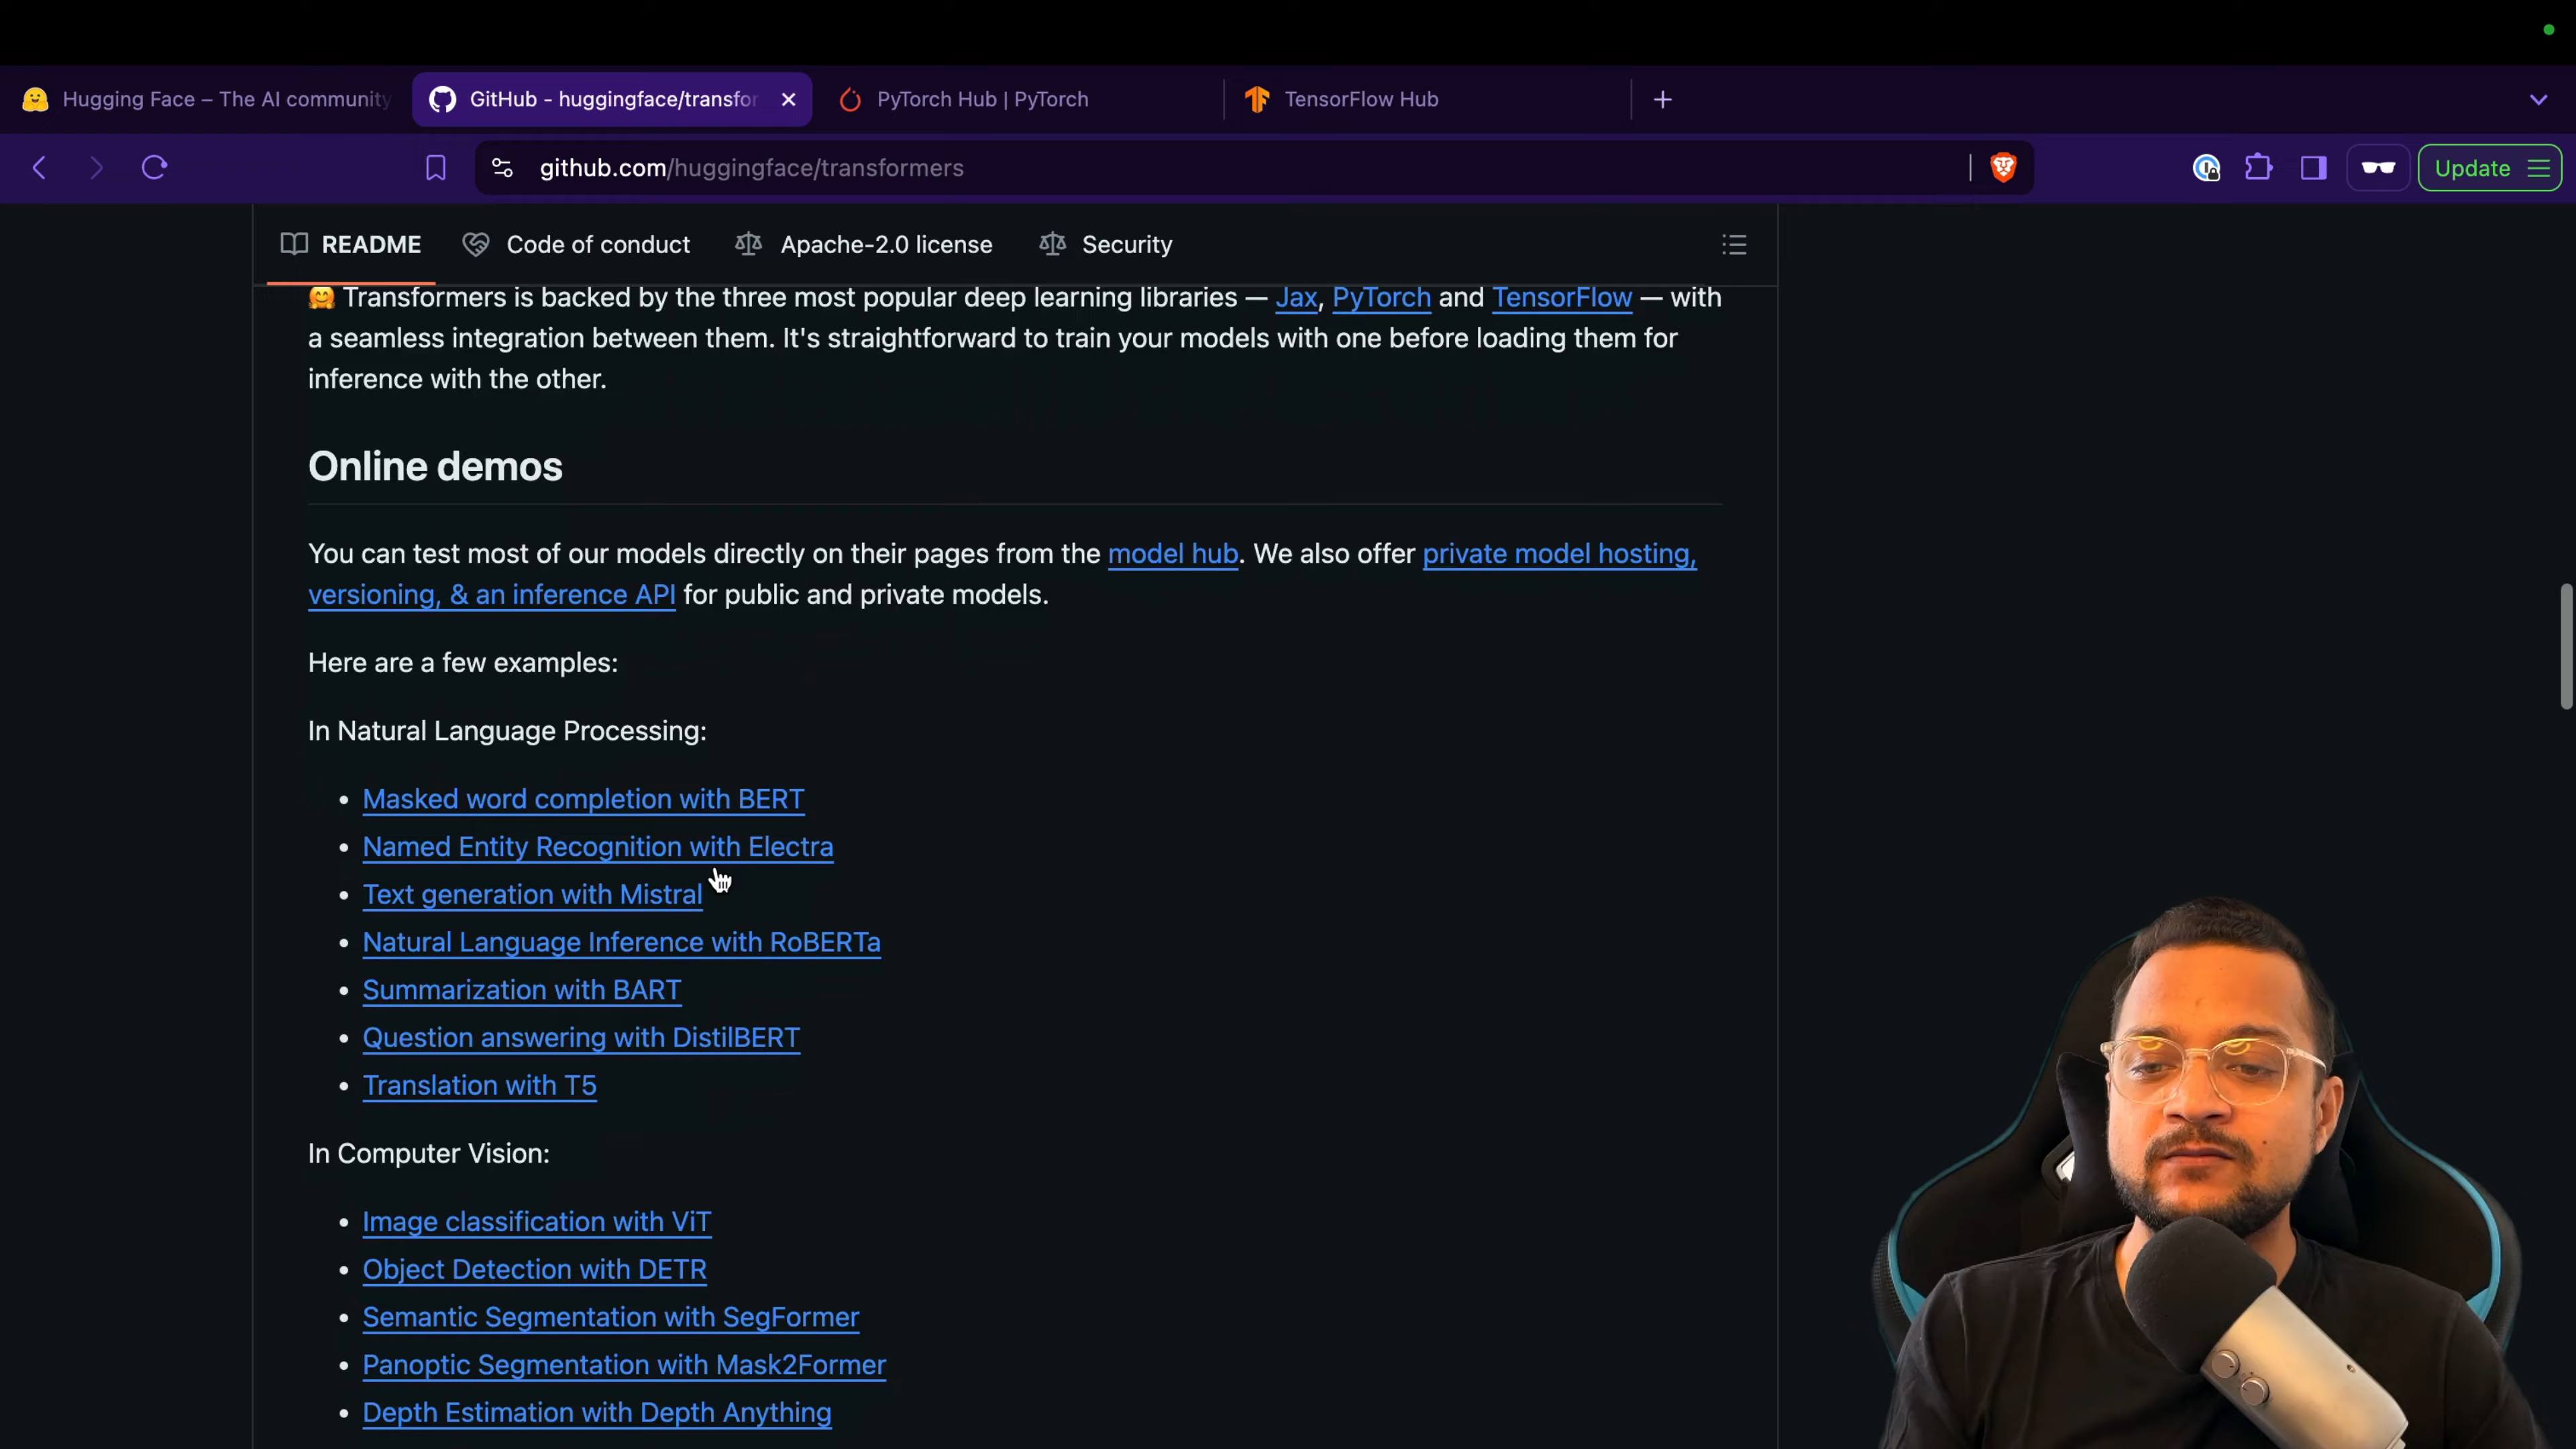 Hugging Face – The AI community
GitHub - huggingface/transfor
PyTorch Hub | PyTorch
TensorFlow Hub
github.com/huggingface/transformers
Update
README
Code of conduct
Apache-2.0 license
Security
🤗 Transformers is backed by the three most popular deep learning libraries — Jax, PyTorch and TensorFlow — with
a seamless integration between them. It's straightforward to train your models with one before loading them for
inference with the other.
Online demos
You can test most of our models directly on their pages from the model hub. We also offer private model hosting,
versioning, & an inference API for public and private models.
Here are a few examples:
In Natural Language Processing:
• Masked word completion with BERT
• Named Entity Recognition with Electra
• Text generation with Mistral
• Natural Language Inference with RoBERTa
• Summarization with BART
• Question answering with DistilBERT
• Translation with T5
In Computer Vision:
• Image classification with ViT
• Object Detection with DETR
• Semantic Segmentation with SegFormer
• Panoptic Segmentation with Mask2Former
• Depth Estimation with Depth Anything